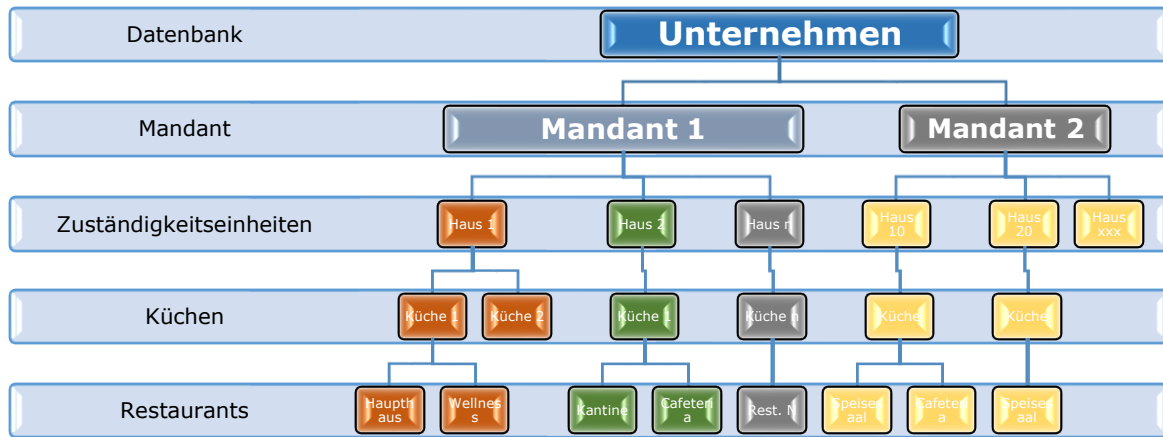 Datenbank
Unternehmen
Mandant
Mandant 1
Mandant 2
Zuständigkeitseinheiten
Haus 1
Haus 2
Haus n
Haus
10
Haus
20
Haus
xxx
Küchen
Küche 1
Küche 2
Küche 1
Küche n
Küche
Küche
Restaurants
Haupth
aus
Wellnes
s
Kantine
Cafeteri
a
Rest. N
Speises
aal
Cafeteri
a
Speises
aal